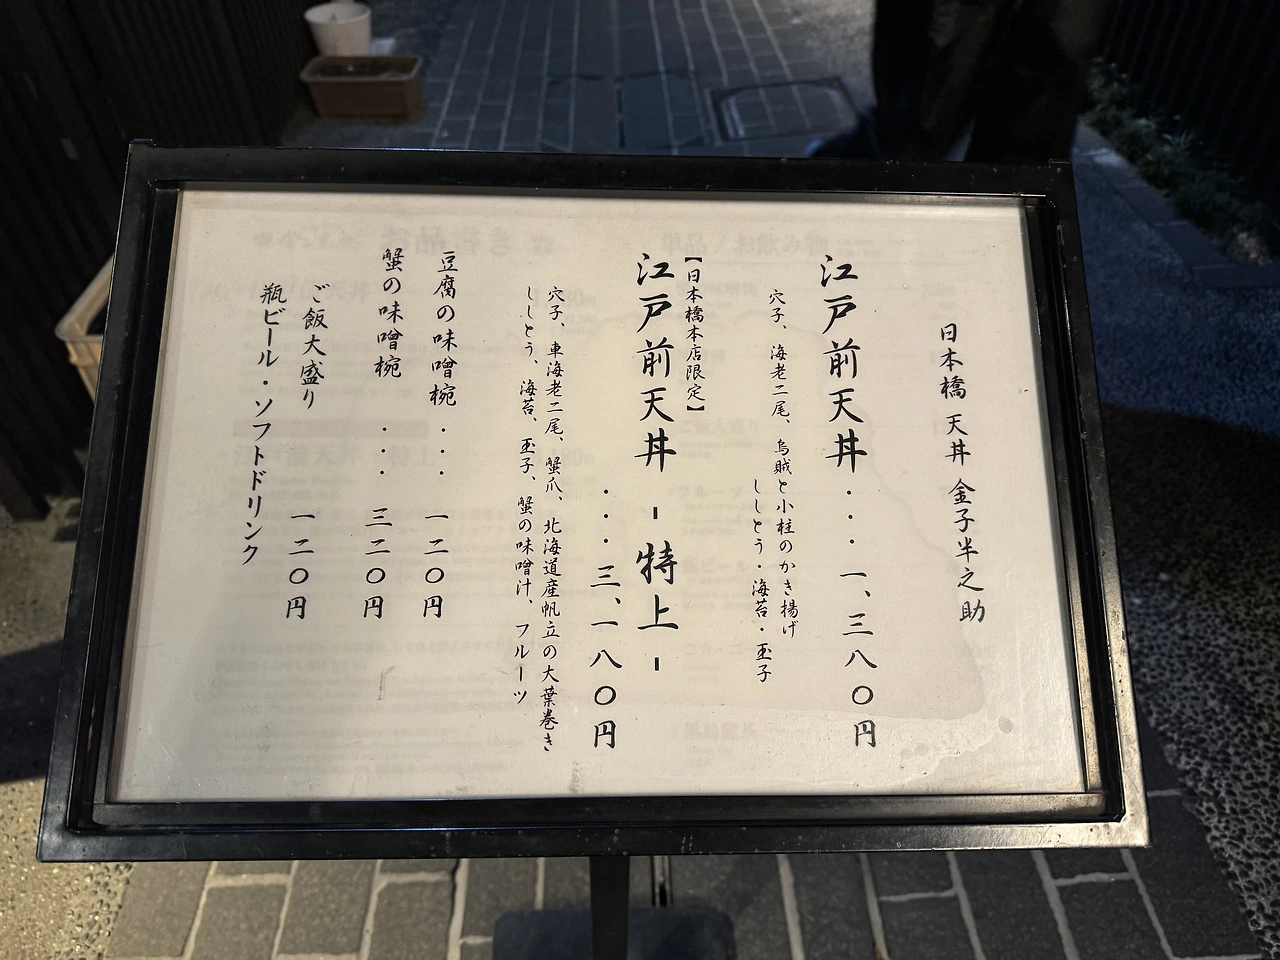 日本橋 天丼 金子半之助
江戸前天丼・・・一、三八〇円
穴子、海老二尾、烏賊と小柱のかき揚げ
ししとう・海苔・玉子
【日本橋本店限定】
江戸前天丼 - 特上 -
・・・三、一八〇円
穴子、車海老二尾、蟹爪、北海道産帆立の大葉巻き
ししとう、海苔、玉子、蟹の味噌汁、フルーツ
豆腐の味噌椀・・・一二〇円
蟹の味噌椀・・・三二〇円
ご飯大盛り 一二〇円
瓶ビール・ソフトドリンク